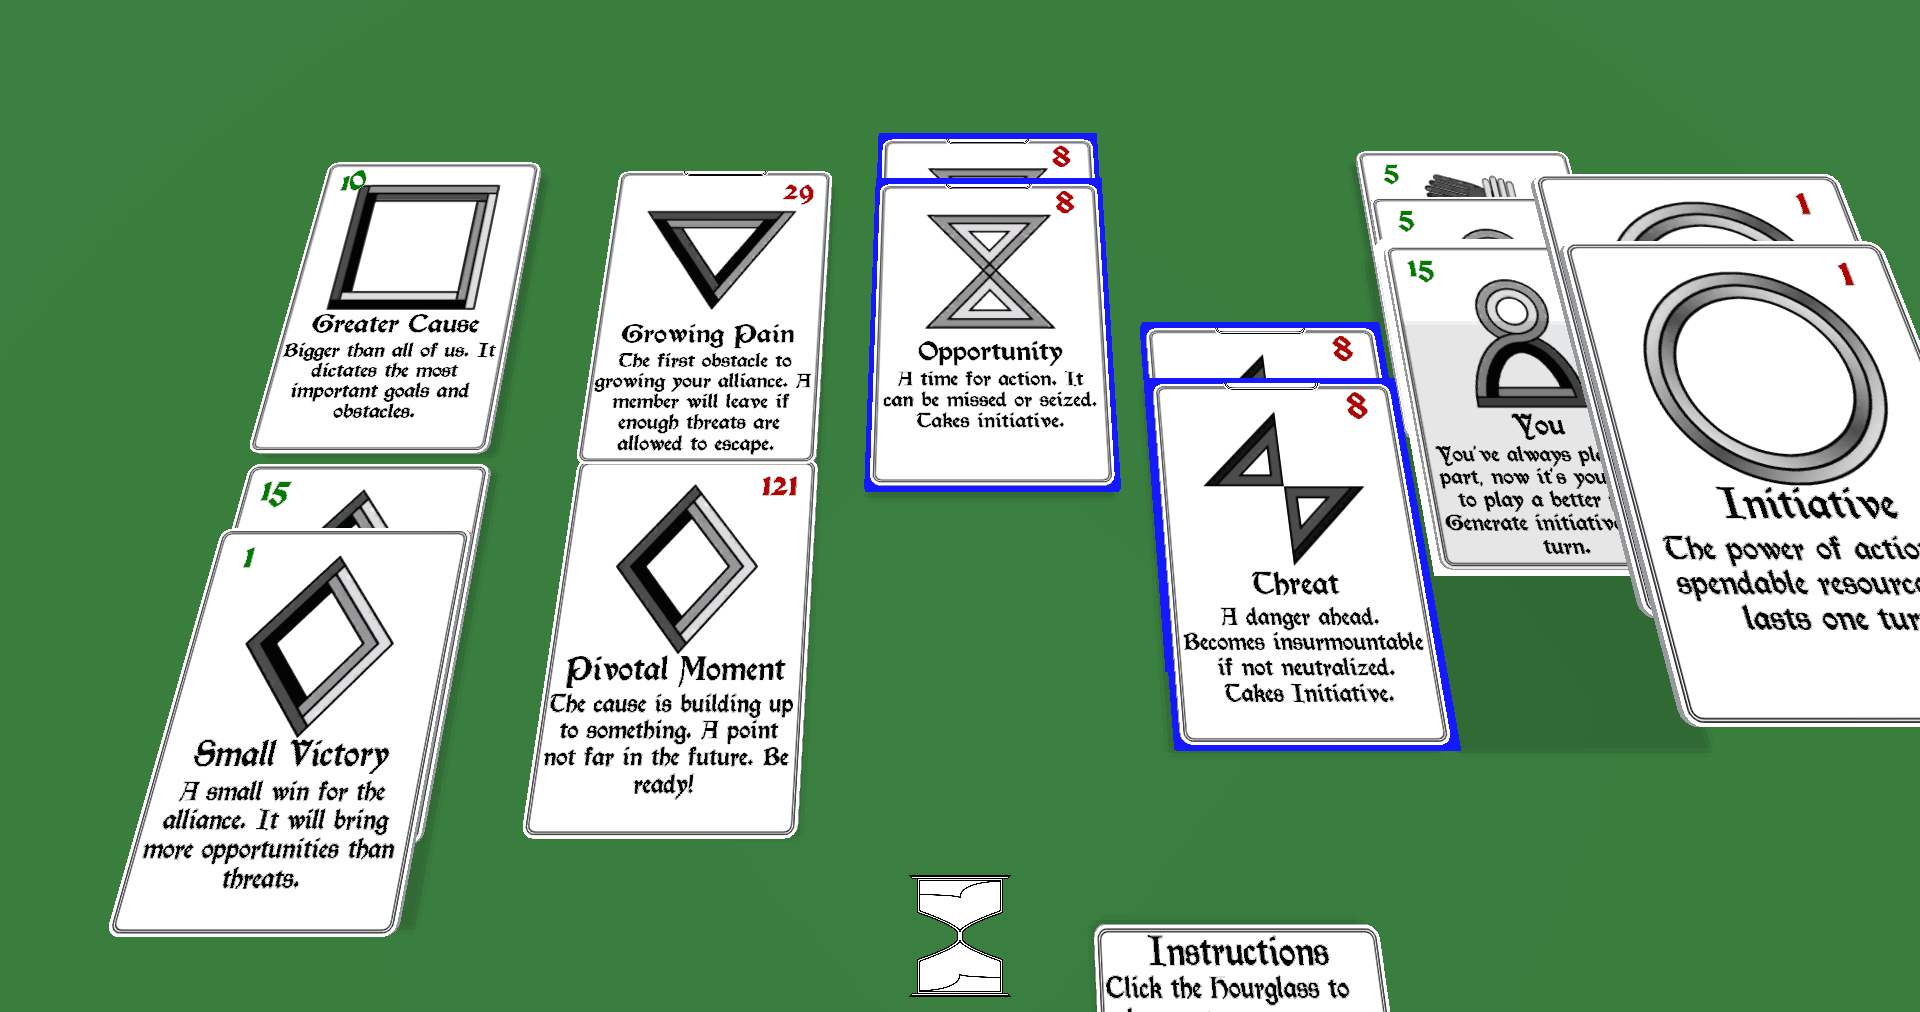 10
Greater Cause
Bigger than all of us. It
dictates the most
important goals and
obstacles.
15
1
Small Victory
A small win for the
alliance. It will bring
more opportunities than
threats.
29
Growing Pain
The first obstacle to
growing your alliance. A
member will leave if
enough threats are
allowed to escape.
121
Pivotal Moment
The cause is building up
to something. A point
not far in the future. Be
ready!
8
8
Opportunity
A time for action. It
can be missed or seized.
Takes initiative.
8
8
Threat
A danger ahead.
Becomes insurmountable
if not neutralized.
Takes Initiative.
5
5
15
You
You've always
part, now it's
to play a better
Generate
turn.
1
1
Initiative
The power of
spendable
lasts one
Instructions
Click the Hourglass to